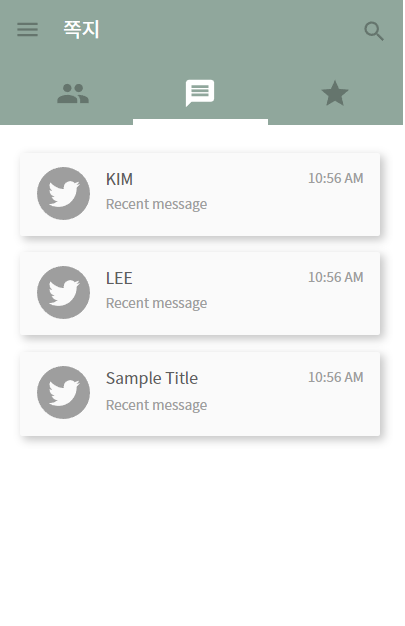 쪽지
KIM
10:56 AM
Recent message
LEE
10:56 AM
Recent message
Sample Title
10:56 AM
Recent message